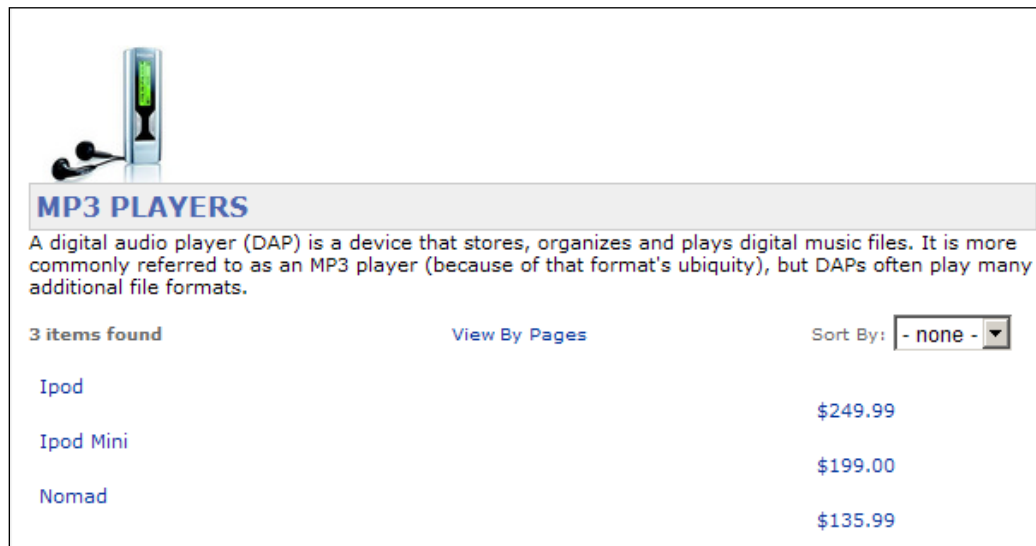 MP3 PLAYERS
A digital audio player (DAP) is a device that stores, organizes and plays digital music files. It is more
commonly referred to as an MP3 player (because of that format's ubiquity), but DAPs often play many
additional file formats.
3 items found View By Pages Sort By: - none -
Ipod
$249.99
Ipod Mini
$199.00
Nomad
$135.99